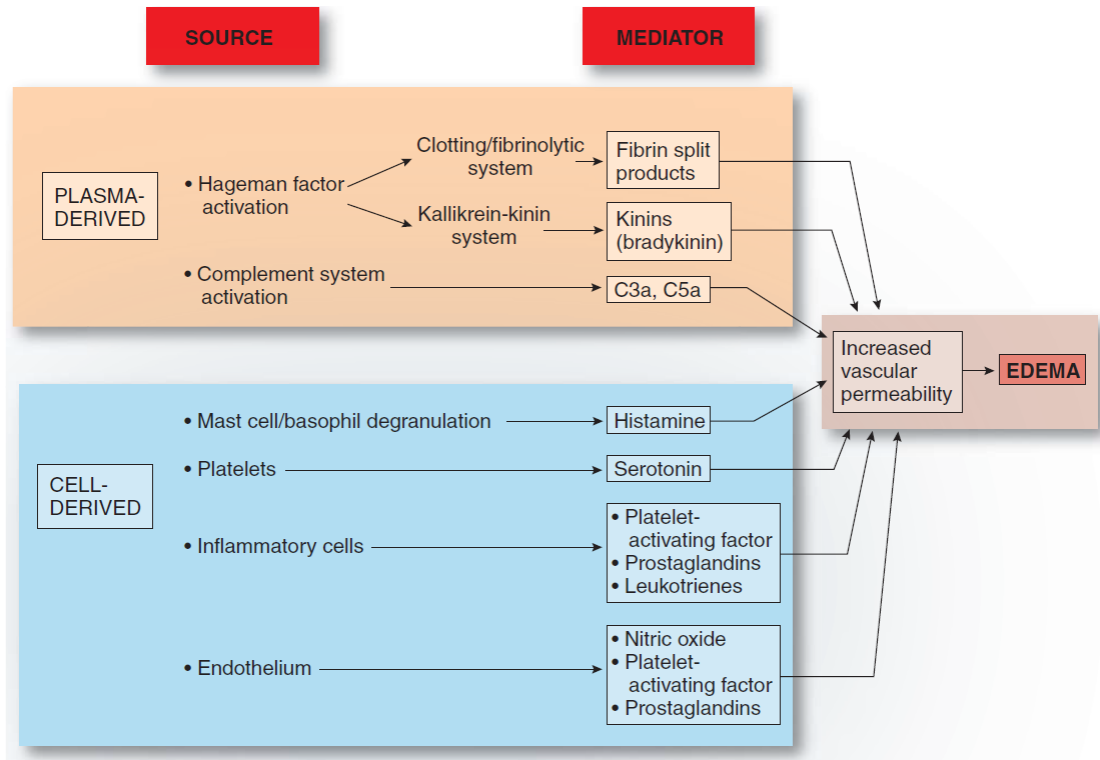 SOURCE
MEDIATOR
PLASMA-
DERIVED
• Hageman factor
activation
Clotting/fibrinolytic
system
Fibrin split
products
Kallikrein-kinin
system
Kinins
(bradykinin)
• Complement system
activation
C3a, C5a
Increased
vascular
permeability
EDEMA
CELL-
DERIVED
• Mast cell/basophil degranulation
Histamine
• Platelets
Serotonin
• Inflammatory cells
• Platelet-
activating factor
• Prostaglandins
• Leukotrienes
• Endothelium
• Nitric oxide
• Platelet-
activating factor
• Prostaglandins